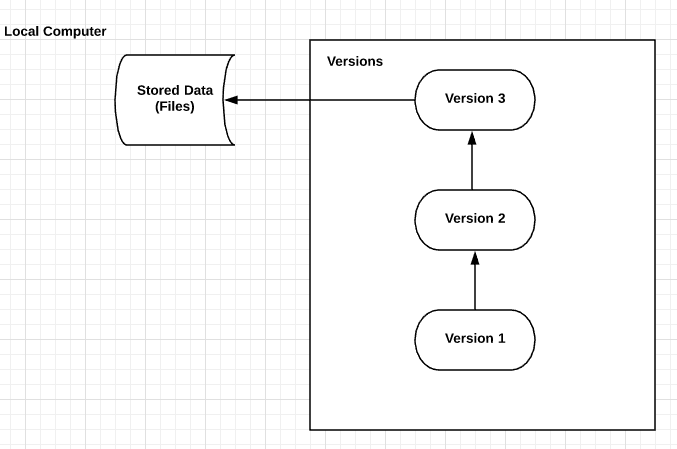 Local Computer
Versions
Stored Data
(Files)
Version 3
Version 2
Version 1